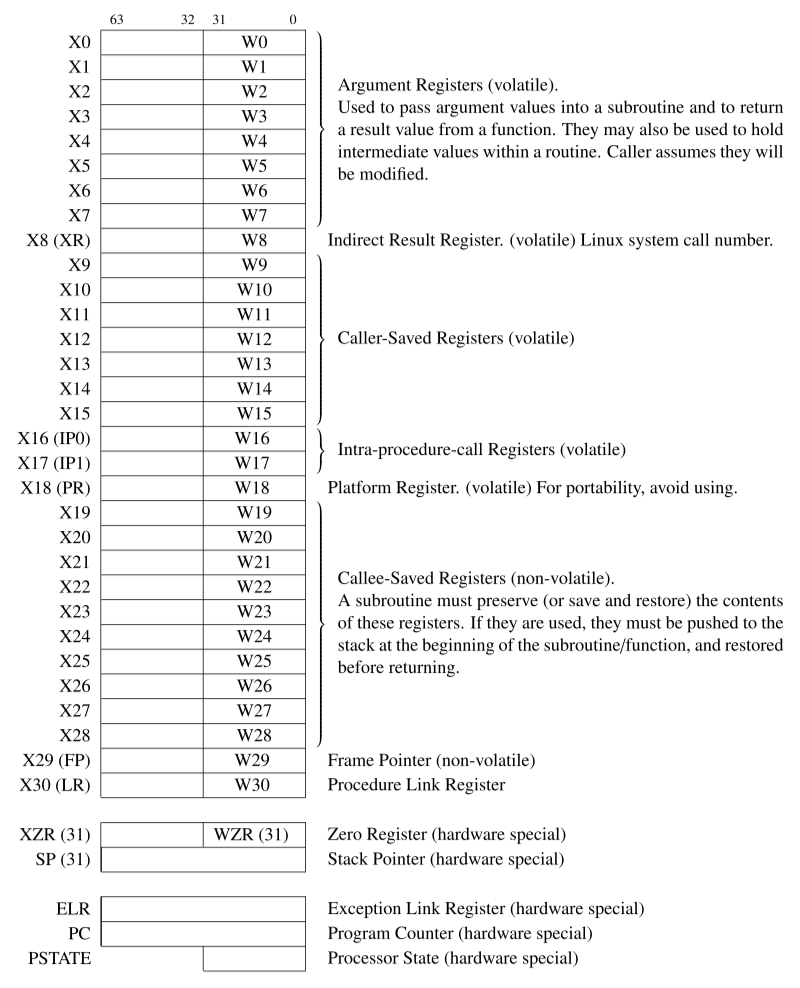 63 32 31 0
X0 W0
X1 W1
X2 W2
X3 W3
X4 W4
X5 W5
X6 W6
X7 W7
Argument Registers (volatile).
Used to pass argument values into a subroutine and to return
a result value from a function. They may also be used to hold
intermediate values within a routine. Caller assumes they will
be modified.
X8 (XR) W8 Indirect Result Register. (volatile) Linux system call number.
X9 W9
X10 W10
X11 W11
X12 W12
X13 W13
X14 W14
X15 W15
Caller-Saved Registers (volatile)
X16 (IP0) W16
X17 (IP1) W17
Intra-procedure-call Registers (volatile)
X18 (PR) W18 Platform Register. (volatile) For portability, avoid using.
X19 W19
X20 W20
X21 W21
X22 W22
X23 W23
X24 W24
X25 W25
X26 W26
X27 W27
X28 W28
Callee-Saved Registers (non-volatile).
A subroutine must preserve (or save and restore) the contents
of these registers. If they are used, they must be pushed to the
stack at the beginning of the subroutine/function, and restored
before returning.
X29 (FP) W29 Frame Pointer (non-volatile)
X30 (LR) W30 Procedure Link Register
XZR (31) WZR (31) Zero Register (hardware special)
SP (31) Stack Pointer (hardware special)
ELR Exception Link Register (hardware special)
PC Program Counter (hardware special)
PSTATE Processor State (hardware special)